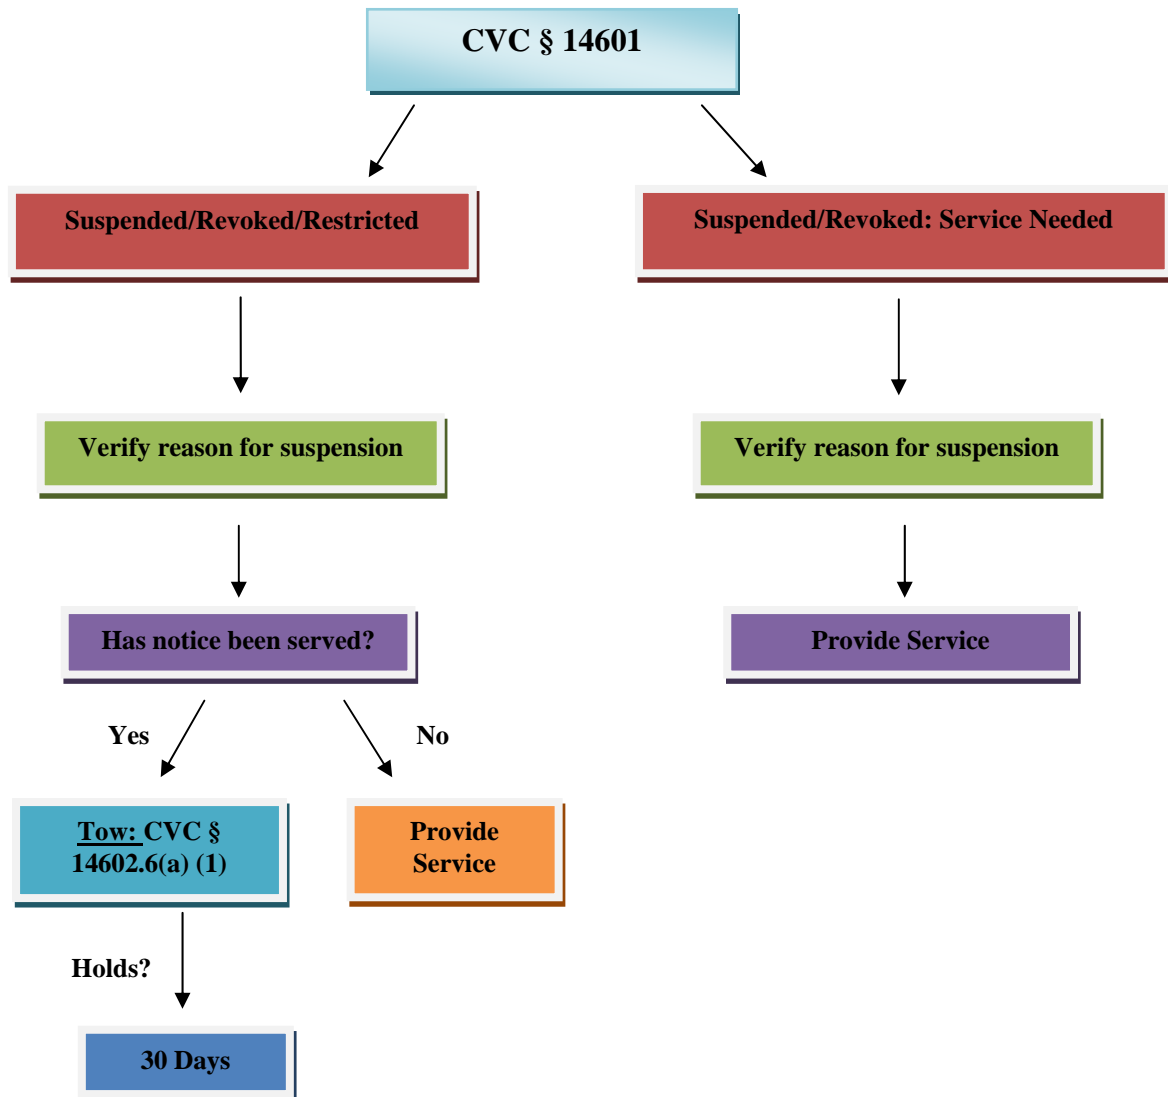 CVC § 14601
Suspended/Revoked/Restricted
Suspended/Revoked: Service Needed
Verify reason for suspension
Verify reason for suspension
Has notice been served?
Provide Service
Yes
No
Tow: CVC §
14602.6(a) (1)
Provide
Service
Holds?
30 Days